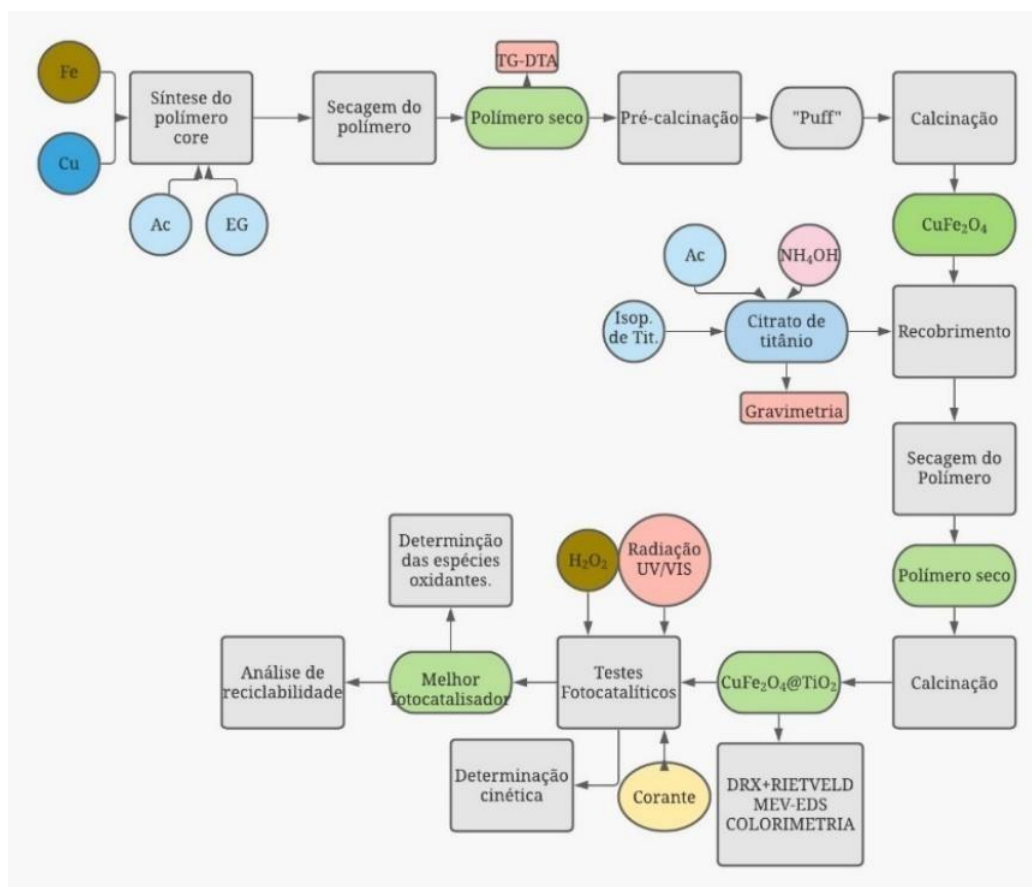 Fe
Cu
Síntese do
polímero
core
Ac
EG
Secagem do
polímero
TG-DTA
Polímero seco
Pré-calcinação
"Puff"
Calcinação
CuFe₂O₄
Ac
NH₄OH
Isop.
de Tit.
Citrato de
titânio
Gravimetria
Recobrimento
Secagem do
Polímero
Polímero seco
Calcinação
CuFe₂O₄@TiO₂
DRX+RIETVELD
MEV-EDS
COLORIMETRIA
H₂O₂
Radiação
UV/VIS
Testes
Fotocatalíticos
Corante
Determinação
cinética
Melhor
fotocatalisador
Determinção
das espécies
oxidantes.
Análise de
reciclabilidade